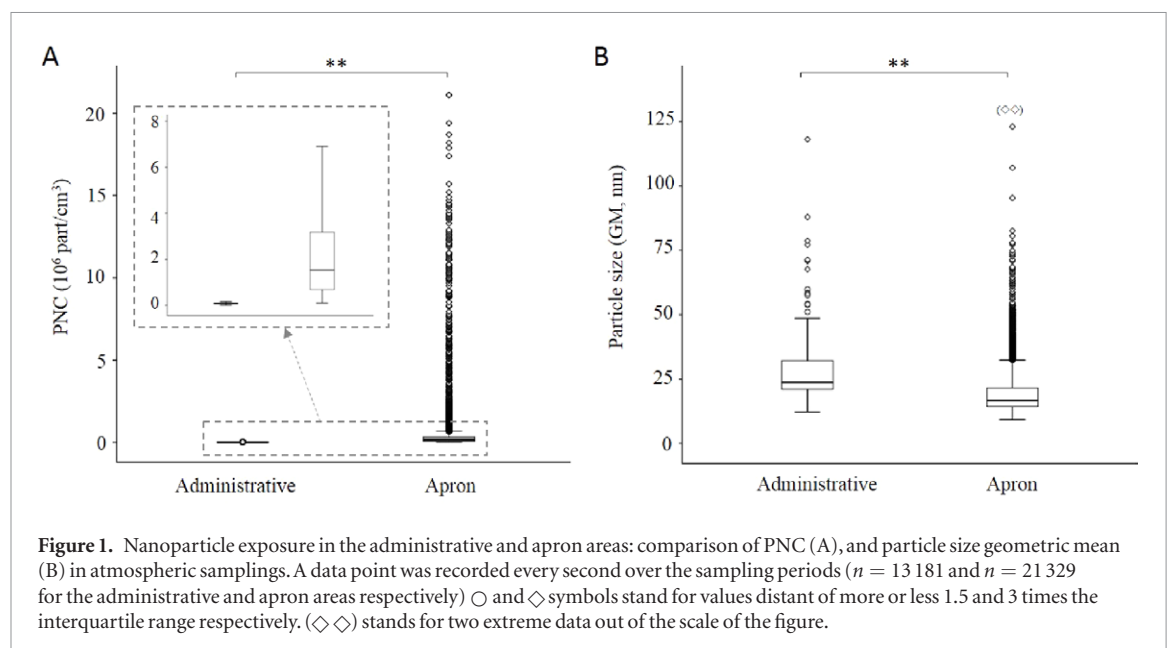 A
**
PNC (10⁶ part/cm³)
20
15
10
5
0
8
6
4
2
0
Administrative
Apron
B
**
(◇◇)
Particle size (GM, nm)
125
100
75
50
25
0
Administrative
Apron
Figure 1. Nanoparticle exposure in the administrative and apron areas: comparison of PNC (A), and particle size geometric mean
(B) in atmospheric samplings. A data point was recorded every second over the sampling periods (n = 13 181 and n = 21 329
for the administrative and apron areas respectively) ○ and ◇ symbols stand for values distant of more or less 1.5 and 3 times the
interquartile range respectively. (◇ ◇) stands for two extreme data out of the scale of the figure.